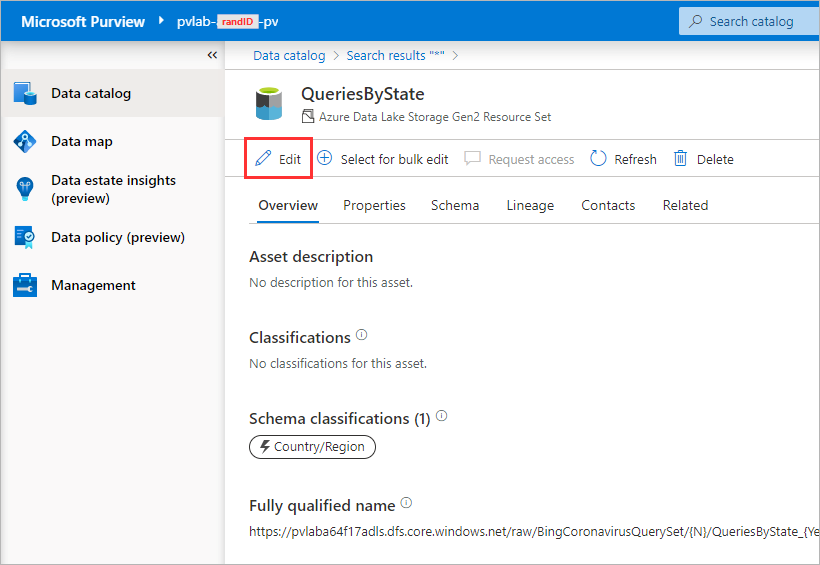 Microsoft Purview pvlab-randID-pv Search catalog
Data catalog
Data map
Data estate insights
(preview)
Data policy (preview)
Management
Data catalog > Search results "*" >
QueriesByState
Azure Data Lake Storage Gen2 Resource Set
Edit Select for bulk edit Request access Refresh Delete
Overview Properties Schema Lineage Contacts Related
Asset description
No description for this asset.
Classifications
No classifications for this asset.
Schema classifications (1)
Country/Region
Fully qualified name
https://pvlaba64f17adls.dfs.core.windows.net/raw/BingCoronavirusQuerySet/{N}/QueriesByState_{Ye